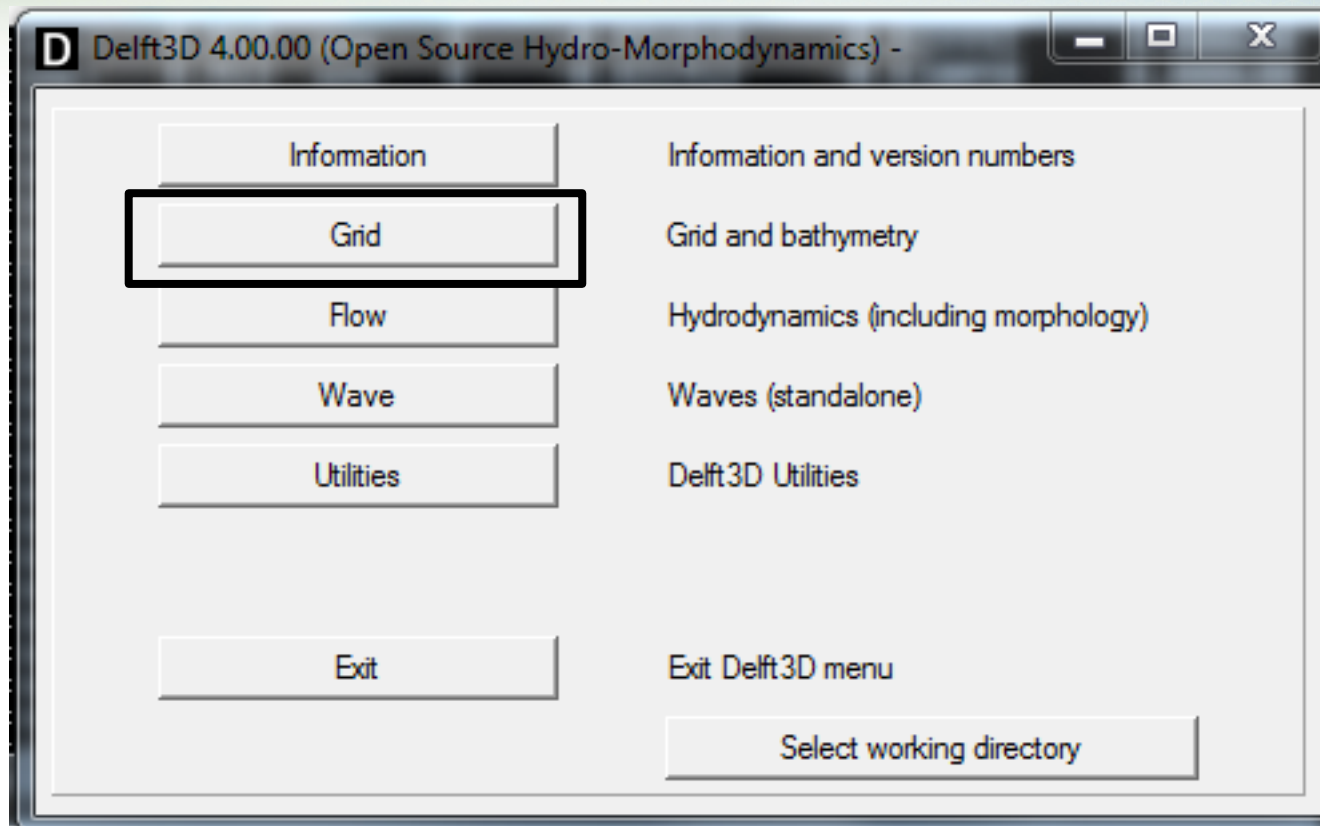 D Delft3D 4.00.00 (Open Source Hydro-Morphodynamics) -
Information Information and version numbers
Grid Grid and bathymetry
Flow Hydrodynamics (including morphology)
Wave Waves (standalone)
Utilities Delft3D Utilities
Exit Exit Delft3D menu
Select working directory